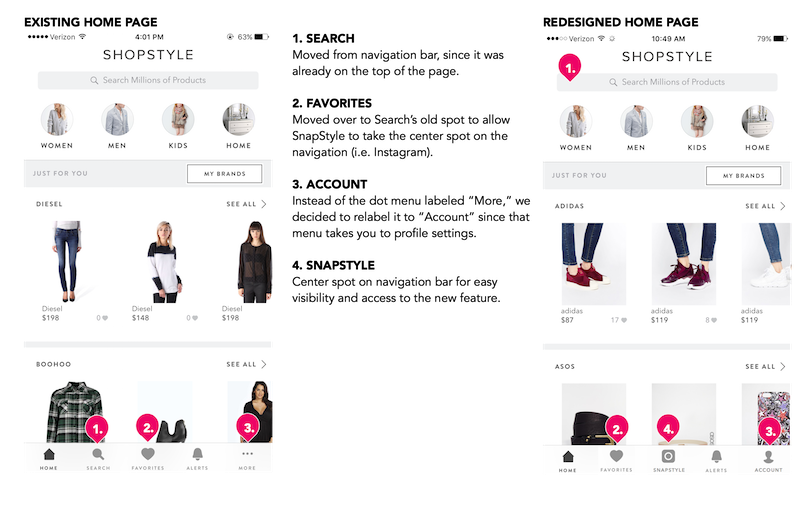 EXISTING HOME PAGE
Verizon 4:01 PM 63%
SHOPSTYLE
Search Millions of Products
WOMEN MEN KIDS HOME
JUST FOR YOU MY BRANDS
DIESEL SEE ALL
Diesel Diesel Diesel
$198 0 $148 0 $198
BOOHOO SEE ALL
1. 2. 3.
HOME SEARCH FAVORITES ALERTS MORE
1. SEARCH
Moved from navigation bar, since it was
already on the top of the page.
2. FAVORITES
Moved over to Search’s old spot to allow
SnapStyle to take the center spot on the
navigation (i.e. Instagram).
3. ACCOUNT
Instead of the dot menu labeled “More,” we
decided to relabel it to “Account” since that
menu takes you to profile settings.
4. SNAPSTYLE
Center spot on navigation bar for easy
visibility and access to the new feature.
REDESIGNED HOME PAGE
Verizon 10:49 AM 79%
SHOPSTYLE
1.
Search Millions of Products
WOMEN MEN KIDS HOME
JUST FOR YOU MY BRANDS
ADIDAS SEE ALL
adidas adidas adidas
$87 17 $119 8 $119
ASOS SEE ALL
2. 4. 3.
HOME FAVORITES SNAPSTYLE ALERTS ACCOUNT